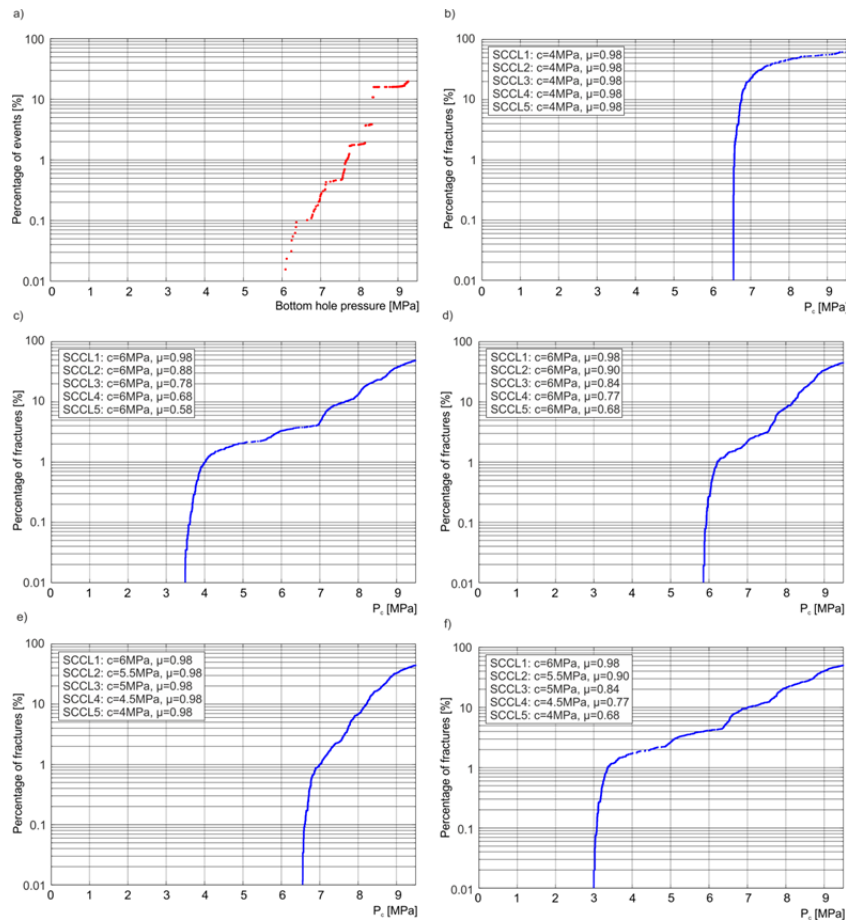 a)
100
10
1
0.1
0.01
Percentage of events [%]
0 1 2 3 4 5 6 7 8 9
Bottom hole pressure [MPa]
b)
100
10
1
0.1
0.01
Percentage of fractures [%]
SCCL1: c=4MPa, μ=0.98
SCCL2: c=4MPa, μ=0.98
SCCL3: c=4MPa, μ=0.98
SCCL4: c=4MPa, μ=0.98
SCCL5: c=4MPa, μ=0.98
0 1 2 3 4 5 6 7 8 9
Pc [MPa]
c)
100
10
1
0.1
0.01
Percentage of fractures [%]
SCCL1: c=6MPa, μ=0.98
SCCL2: c=6MPa, μ=0.88
SCCL3: c=6MPa, μ=0.78
SCCL4: c=6MPa, μ=0.68
SCCL5: c=6MPa, μ=0.58
0 1 2 3 4 5 6 7 8 9
Pc [MPa]
d)
100
10
1
0.1
0.01
Percentage of fractures [%]
SCCL1: c=6MPa, μ=0.98
SCCL2: c=6MPa, μ=0.90
SCCL3: c=6MPa, μ=0.84
SCCL4: c=6MPa, μ=0.77
SCCL5: c=6MPa, μ=0.68
0 1 2 3 4 5 6 7 8 9
Pc [MPa]
e)
100
10
1
0.1
0.01
Percentage of fractures [%]
SCCL1: c=6MPa, μ=0.98
SCCL2: c=5.5MPa, μ=0.98
SCCL3: c=5MPa, μ=0.98
SCCL4: c=4.5MPa, μ=0.98
SCCL5: c=4MPa, μ=0.98
0 1 2 3 4 5 6 7 8 9
Pc [MPa]
f)
100
10
1
0.1
0.01
Percentage of fractures [%]
SCCL1: c=6MPa, μ=0.98
SCCL2: c=5.5MPa, μ=0.90
SCCL3: c=5MPa, μ=0.84
SCCL4: c=4.5MPa, μ=0.77
SCCL5: c=4MPa, μ=0.68
0 1 2 3 4 5 6 7 8 9
Pc [MPa]